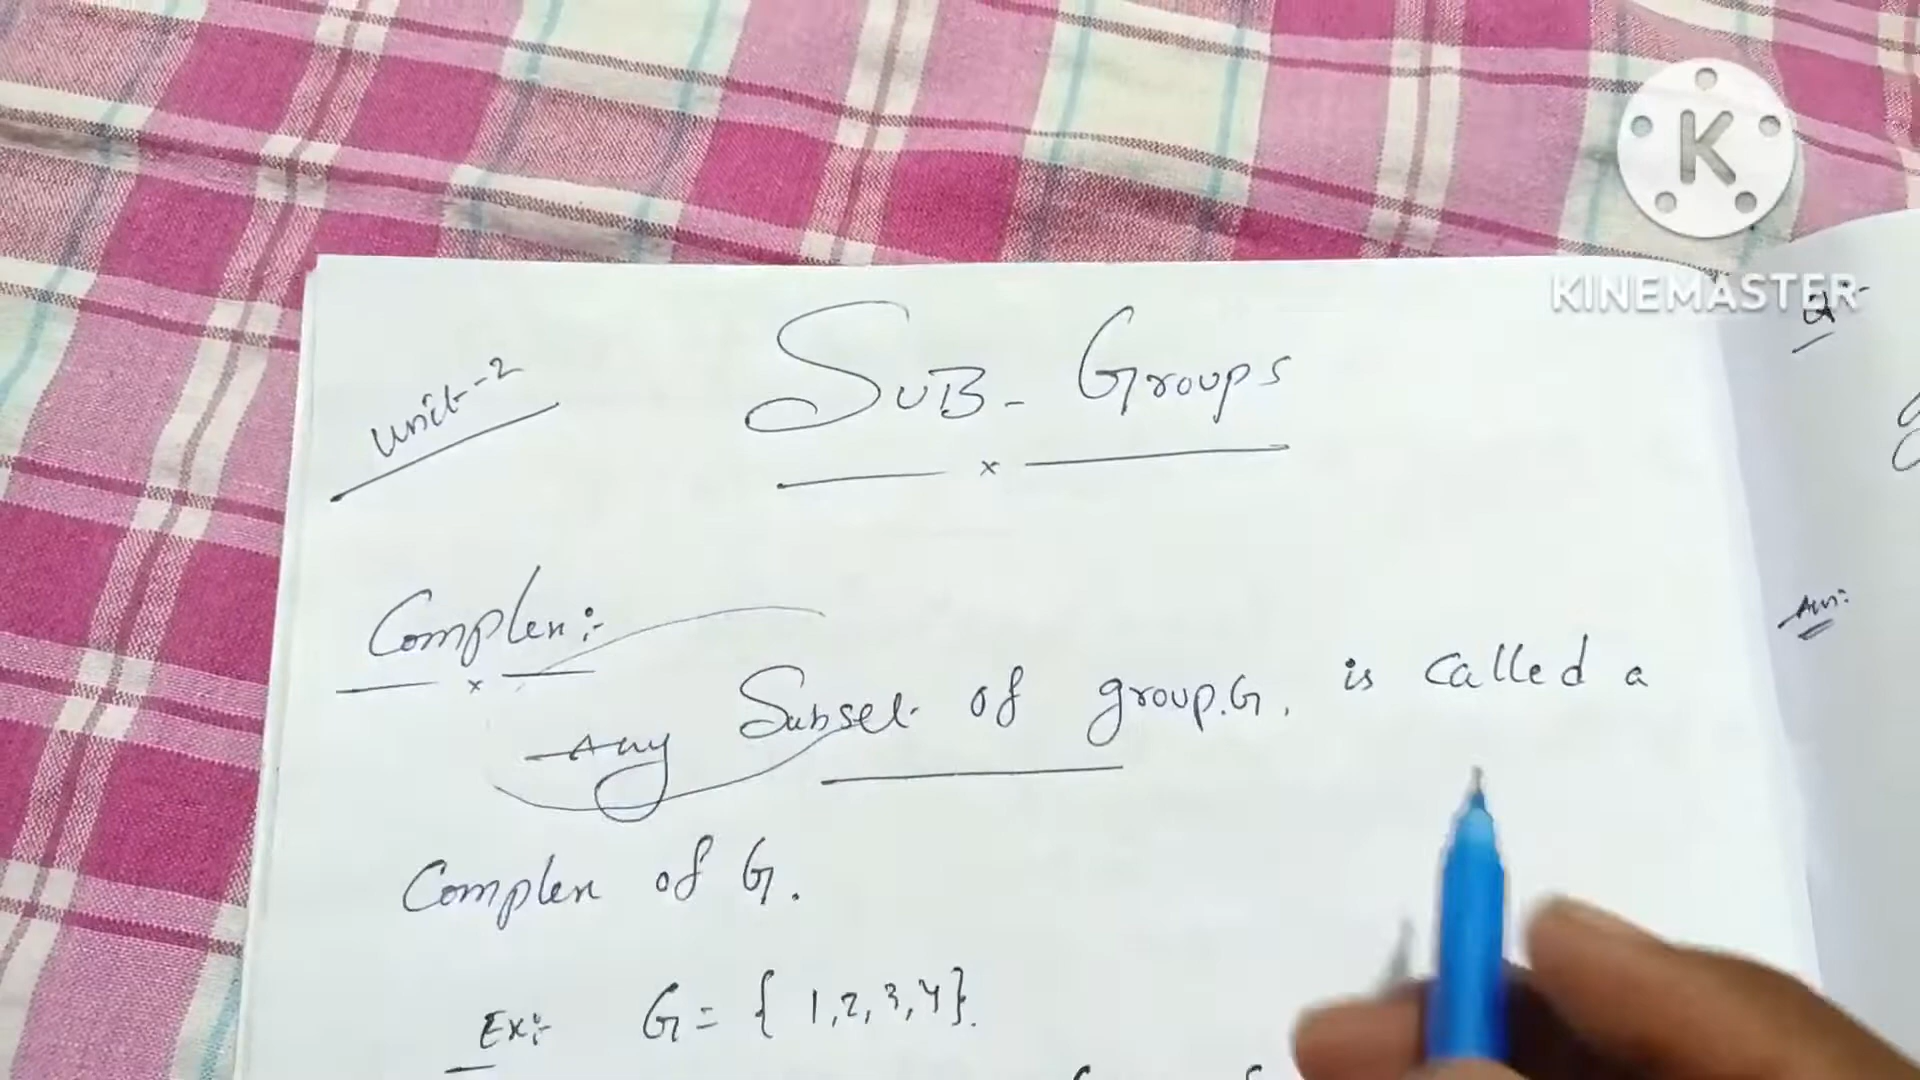 K
KINEMASTER
Unit-2
SUB-Groups
Complex:-
Any Subset of group.G. is called a
Complex of G.
Ex:- G = { 1,2,3,4}.
Ans: